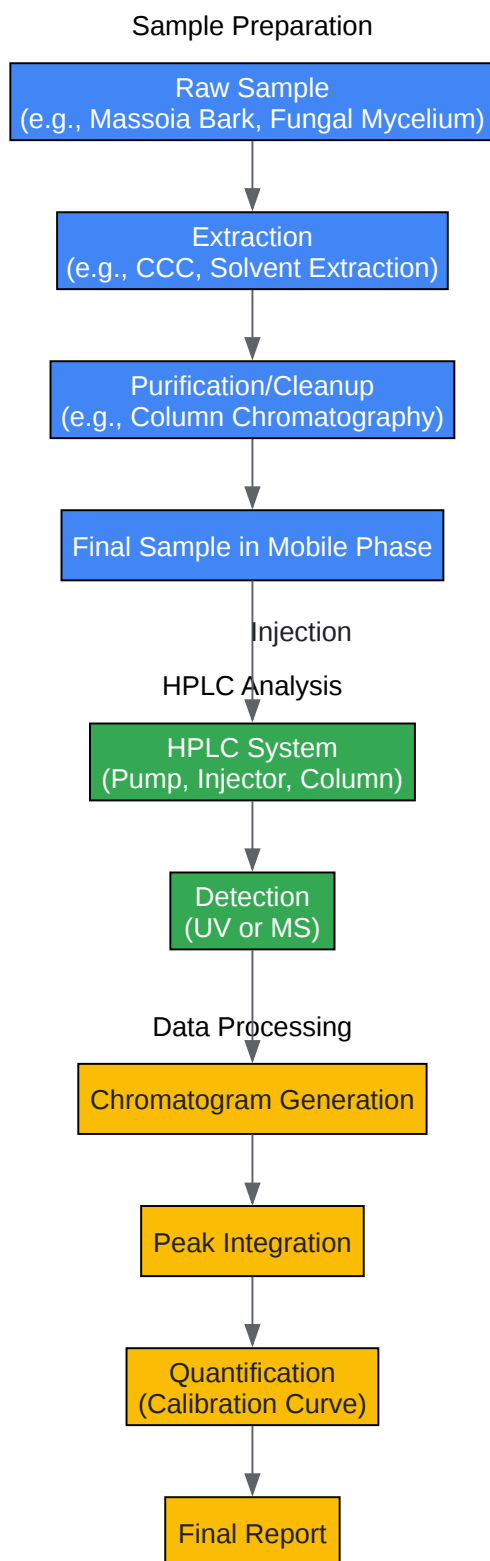 Sample Preparation
Raw Sample
(e.g., Massoia Bark, Fungal Mycelium)
Extraction
(e.g., CCC, Solvent Extraction)
Purification/Cleanup
(e.g., Column Chromatography)
Final Sample in Mobile Phase
Injection
HPLC Analysis
HPLC System
(Pump, Injector, Column)
Detection
(UV or MS)
Data Processing
Chromatogram Generation
Peak Integration
Quantification
(Calibration Curve)
Final Report